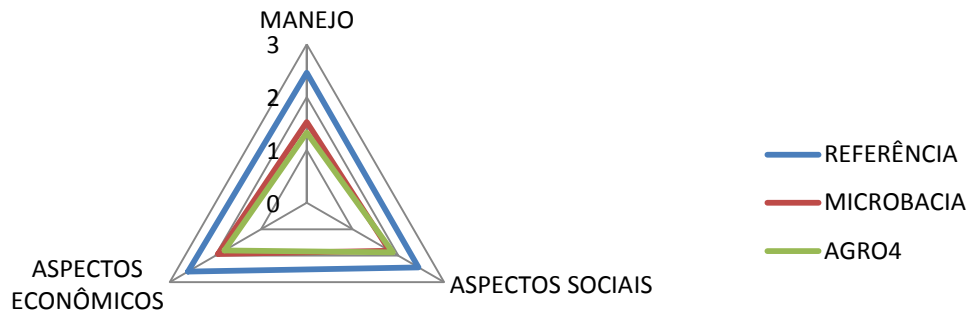 MANEJO
3
2
1
0
ASPECTOS
ECONÔMICOS
ASPECTOS SOCIAIS
REFERÊNCIA
MICROBACIA
AGRO4